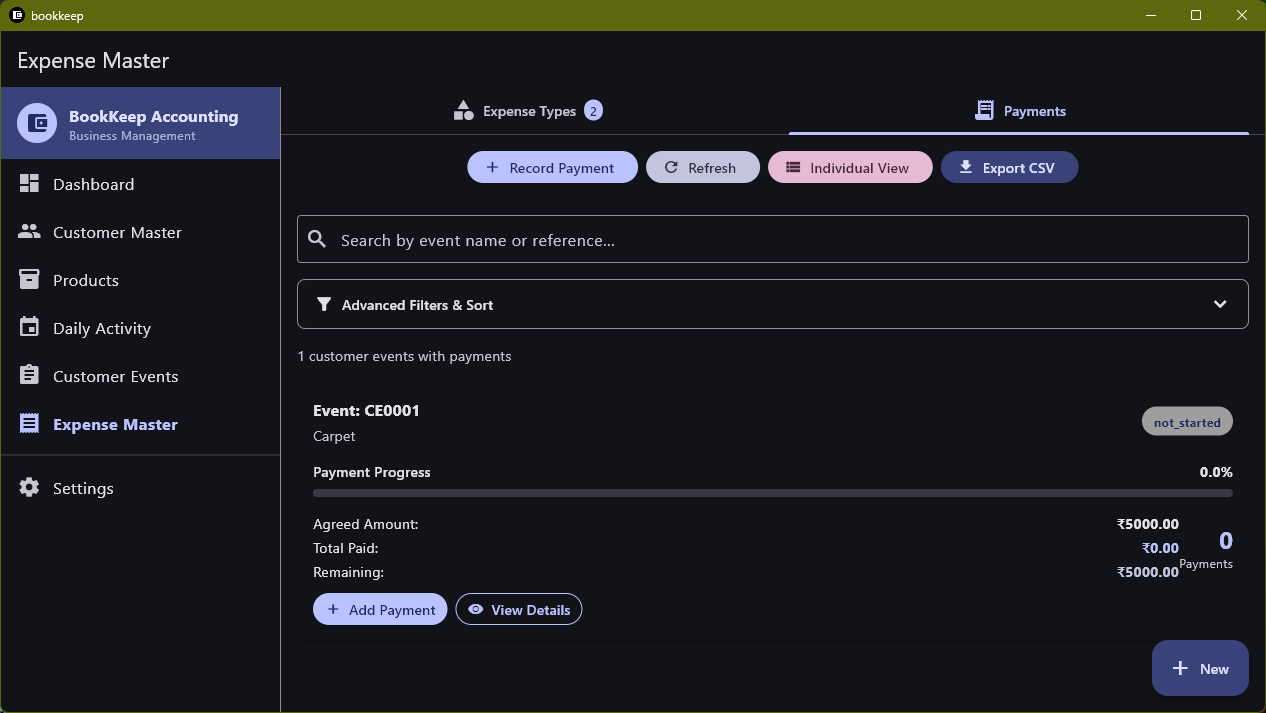 bookkeep
Expense Master
BookKeep Accounting
Business Management
Dashboard
Customer Master
Products
Daily Activity
Customer Events
Expense Master
Settings
Expense Types 2
Payments
Record Payment
Refresh
Individual View
Export CSV
Search by event name or reference...
Advanced Filters & Sort
1 customer events with payments
Event: CE0001
Carpet
not_started
Payment Progress 0.0%
Agreed Amount: ₹5000.00
Total Paid: ₹0.00
Remaining: ₹5000.00
0
Payments
+ Add Payment
View Details
+ New